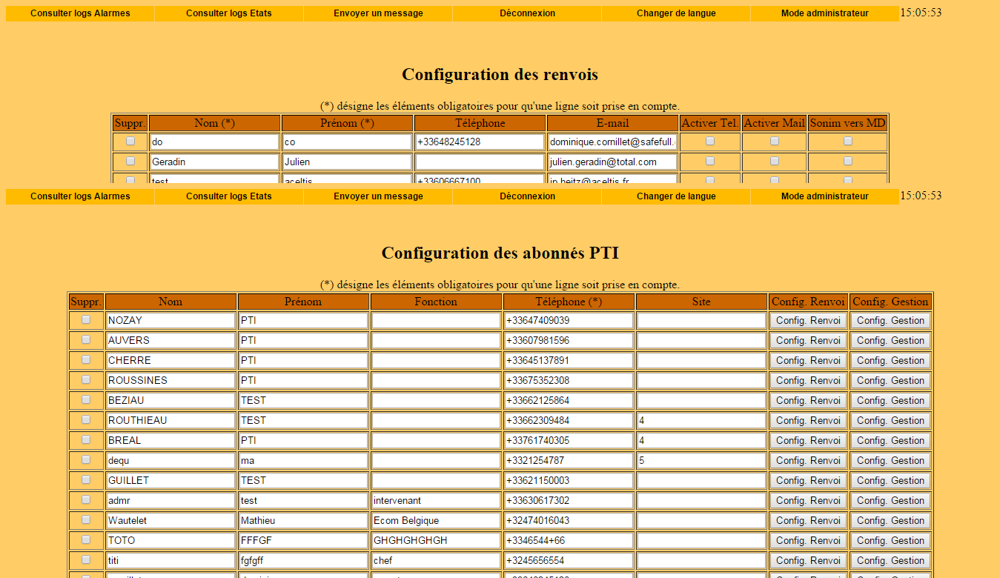 Consulter logs Alarmes Consulter logs Etats Envoyer un message Déconnexion Changer de langue Mode administrateur 15:05:53
Configuration des renvois
(*) désigne les éléments obligatoires pour qu'une ligne soit prise en compte.
Suppr. Nom (*) Prénom (*) Téléphone E-mail Activer Tel. Activer Mail Sonim vers MD
do co +33648245128 dominique.cornillet@safefull.
Geradin Julien julien.geradin@total.com
test aceltis +33606667100 jp.heitz@aceltis.fr
Consulter logs Alarmes Consulter logs Etats Envoyer un message Déconnexion Changer de langue Mode administrateur 15:05:53
Configuration des abonnés PTI
(*) désigne les éléments obligatoires pour qu'une ligne soit prise en compte.
Suppr. Nom Prénom Fonction Téléphone (*) Site Config. Renvoi Config. Gestion
NOZAY PTI +33647409039 Config. Renvoi Config. Gestion
AUVERS PTI +33607981596 Config. Renvoi Config. Gestion
CHERRE PTI +33645137891 Config. Renvoi Config. Gestion
ROUSSINES PTI +33675352308 Config. Renvoi Config. Gestion
BEZIAU TEST +33662125864 Config. Renvoi Config. Gestion
ROUTHIEAU TEST +33662309484 4 Config. Renvoi Config. Gestion
BREAL PTI +33761740305 4 Config. Renvoi Config. Gestion
dequ ma +3321254787 5 Config. Renvoi Config. Gestion
GUILLET TEST +33621150003 Config. Renvoi Config. Gestion
admr test intervenant +33630617302 Config. Renvoi Config. Gestion
Wautelet Mathieu Ecom Belgique +32474016043 Config. Renvoi Config. Gestion
TOTO FFFGF GHGHGHGHGH +3346544+66 Config. Renvoi Config. Gestion
titi fgfgff chef +3245656554 Config. Renvoi Config. Gestion
Config. Renvoi Config. Gestion